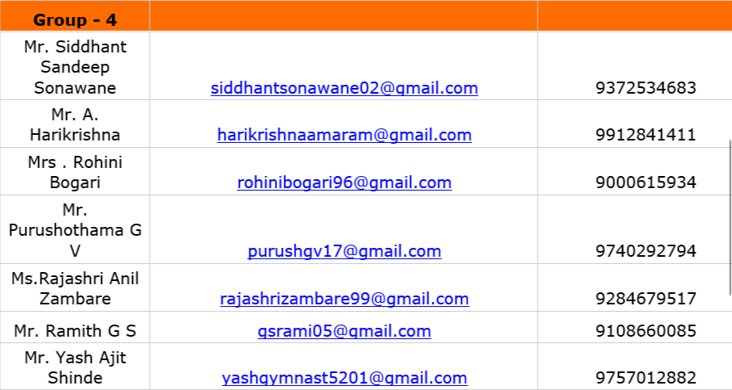 Group - 4
Mr. Siddhant
Sandeep
Sonawane siddhantsonawane02@gmail.com 9372534683
Mr. A.
Harikrishna harikrishnaamaram@gmail.com 9912841411
Mrs . Rohini
Bogari rohinibogari96@gmail.com 9000615934
Mr.
Purushothama G
V purushgv17@gmail.com 9740292794
Ms.Rajashri Anil
Zambare rajashrizambare99@gmail.com 9284679517
Mr. Ramith G S gsrami05@gmail.com 9108660085
Mr. Yash Ajit
Shinde yashgymnast5201@gmail.com 9757012882